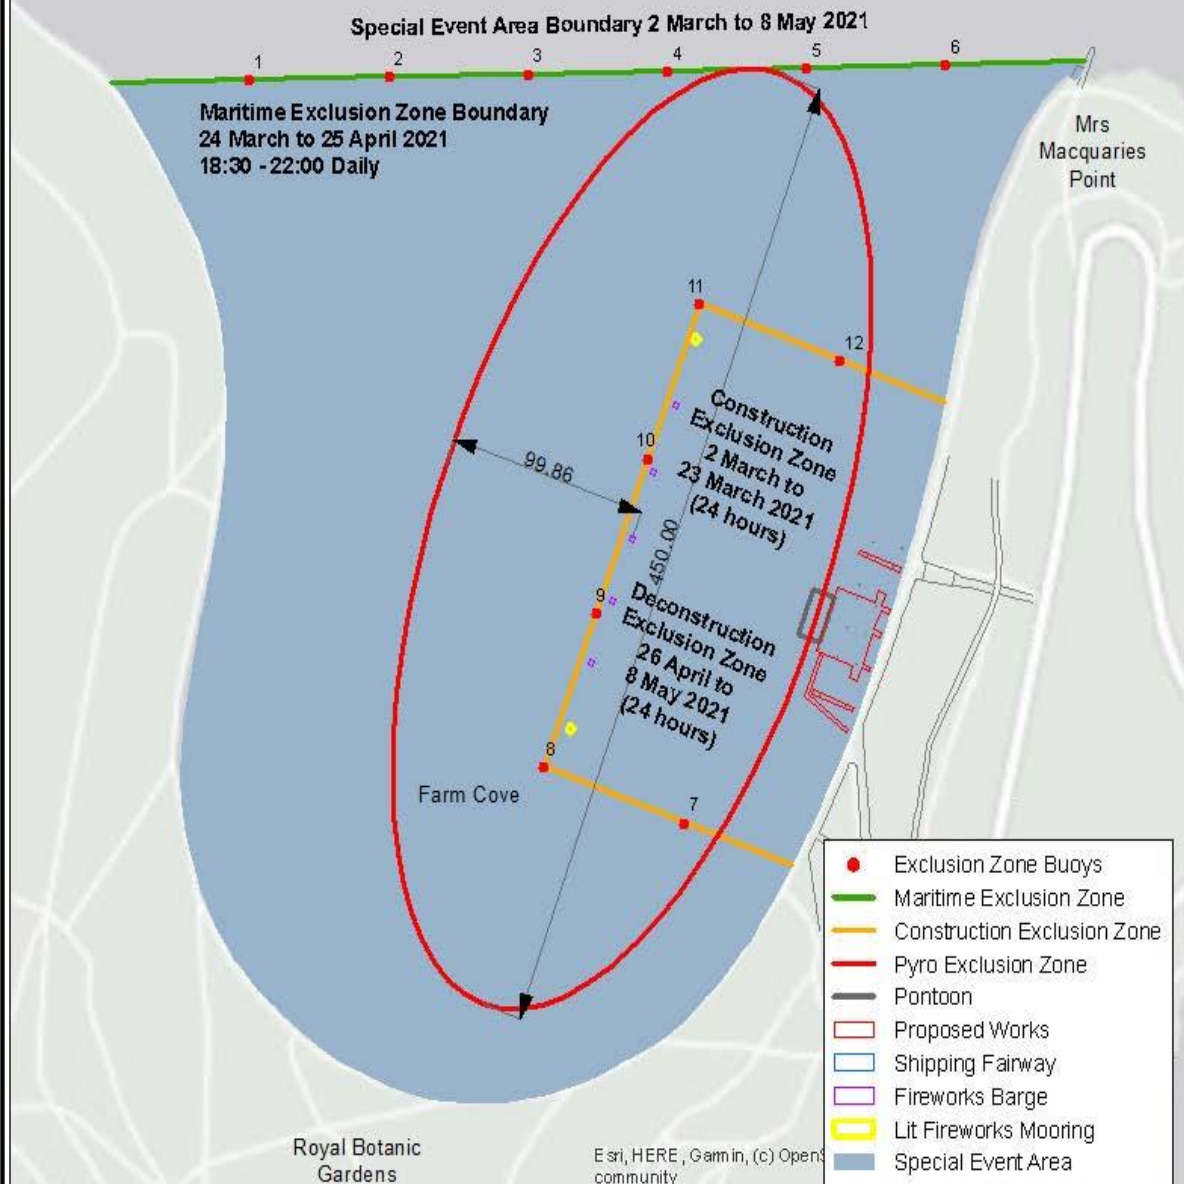 Special Event Area Boundary 2 March to 8 May 2021
1
2
3
4
5
6
Maritime Exclusion Zone Boundary
24 March to 25 April 2021
18:30 - 22:00 Daily
Mrs
Macquaries
Point
11
12
Construction
Exclusion Zone
2 March to
23 March 2021
(24 hours)
10
99.86
450.00
9
Deconstruction
Exclusion Zone
26 April to
8 May 2021
(24 hours)
8
Farm Cove
7
Exclusion Zone Buoys
Maritime Exclusion Zone
Construction Exclusion Zone
Pyro Exclusion Zone
Pontoon
Proposed Works
Shipping Fairway
Fireworks Barge
Lit Fireworks Mooring
Special Event Area
Royal Botanic
Gardens
Esri, HERE, Garmin, (c) OpenS
community